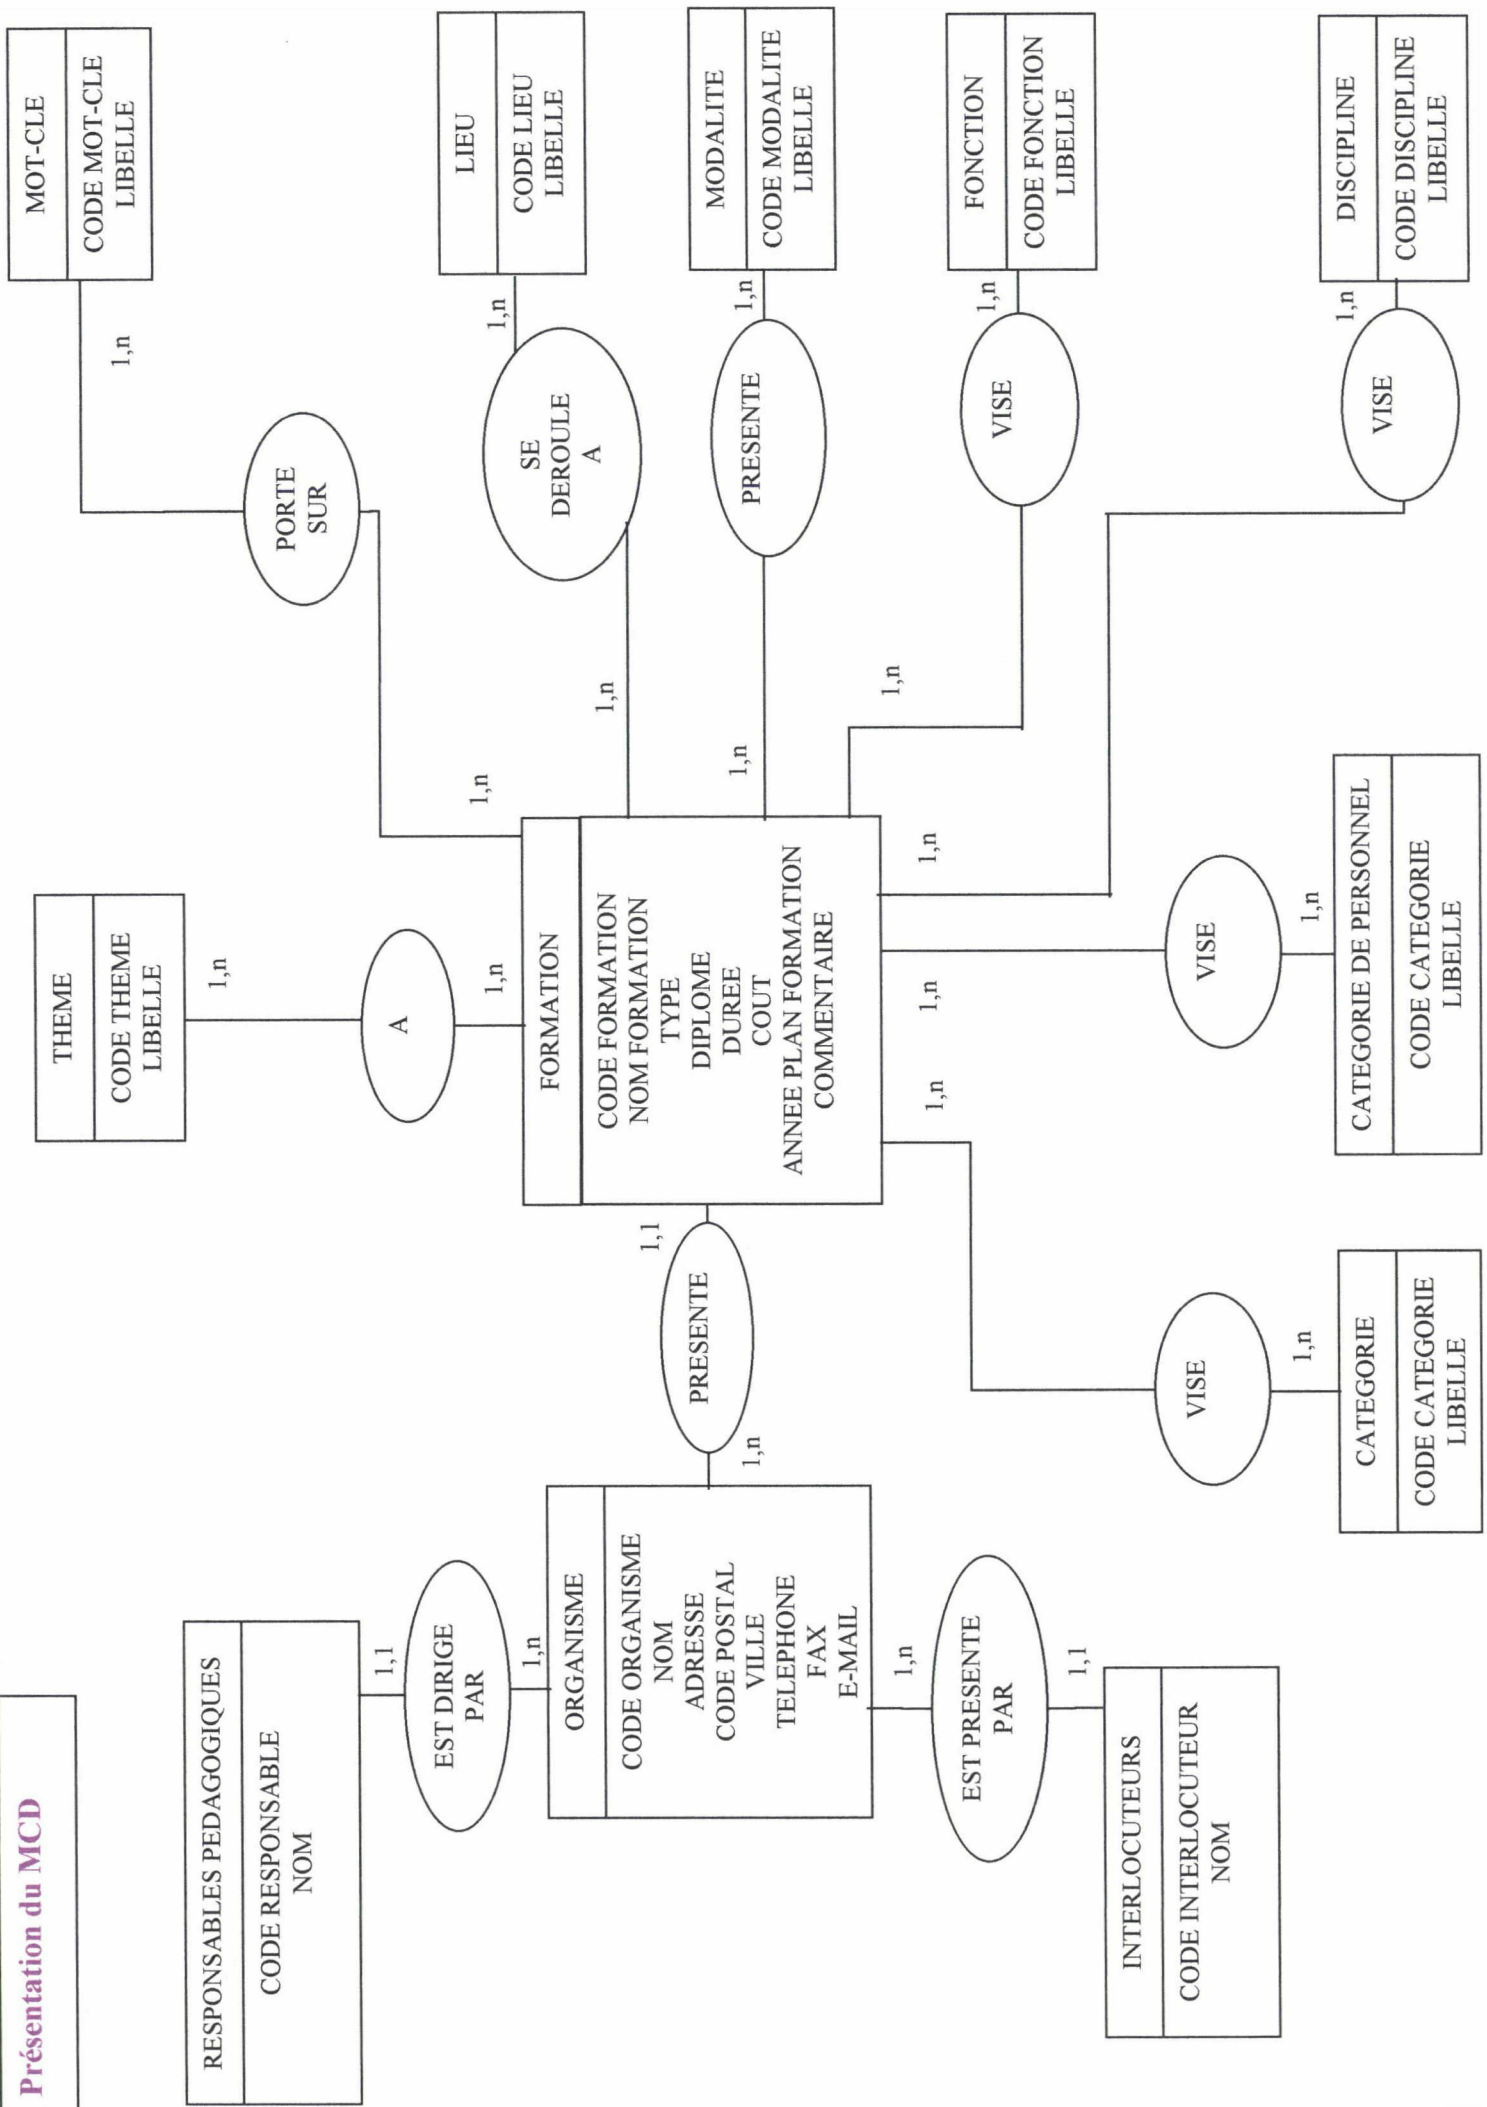 Présentation du MCD
RESPONSABLES PEDAGOGIQUES
CODE RESPONSABLE
NOM
1,1
EST DIRIGE
PAR
1,n
ORGANISME
CODE ORGANISME
NOM
ADRESSE
CODE POSTAL
VILLE
TELEPHONE
FAX
E-MAIL
1,n
EST PRESENTE
PAR
1,1
INTERLOCUTEURS
CODE INTERLOCUTEUR
NOM
1,n
PRESENTE
1,1
THEME
CODE THEME
LIBELLE
1,n
A
1,n
FORMATION
CODE FORMATION
NOM FORMATION
TYPE
DIPLOME
DUREE
COUT
ANNEE PLAN FORMATION
COMMENTAIRE
1,n
VISE
1,n
CATEGORIE
CODE CATEGORIE
LIBELLE
1,n
VISE
1,n
CATEGORIE DE PERSONNEL
CODE CATEGORIE
LIBELLE
1,n
PORTE
SUR
1,n
MOT-CLE
CODE MOT-CLE
LIBELLE
1,n
SE
DEROULE
A
1,n
LIEU
CODE LIEU
LIBELLE
1,n
PRESENTE
1,n
MODALITE
CODE MODALITE
LIBELLE
1,n
VISE
1,n
FONCTION
CODE FONCTION
LIBELLE
1,n
VISE
1,n
DISCIPLINE
CODE DISCIPLINE
LIBELLE